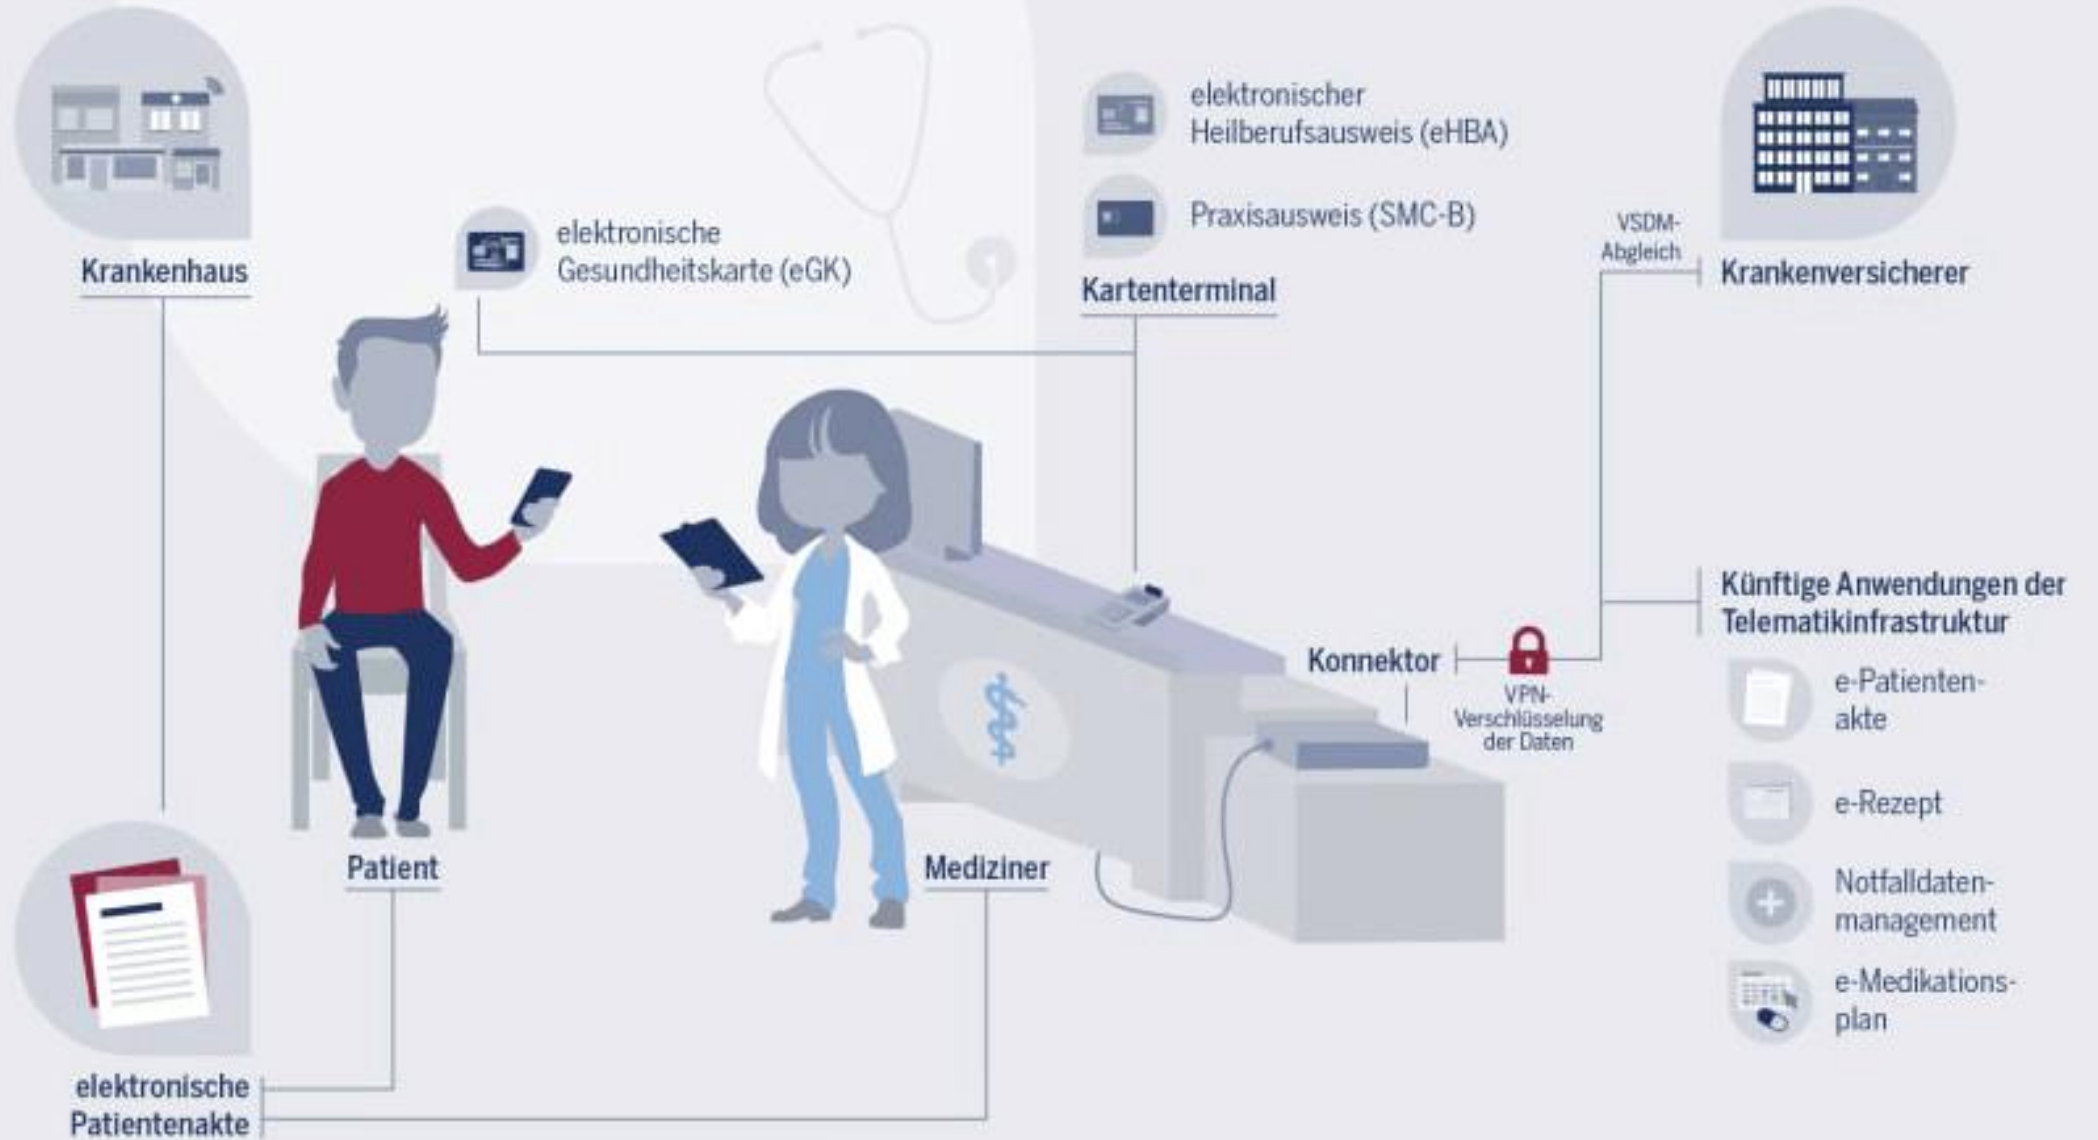 elektronischer
Heilberufsausweis (eHBA)
Praxisausweis (SMC-B)
Kartenterminal
elektronische
Gesundheitskarte (eGK)
Krankenhaus
VSDM-
Abgleich
Krankenversicherer
Künftige Anwendungen der
Telematikinfrastruktur
e-Patienten-
akte
e-Rezept
Notfalldaten-
management
e-Medikations-
plan
Konnektor
VPN-
Verschlüsselung
der Daten
Patient
Mediziner
elektronische
Patientenakte